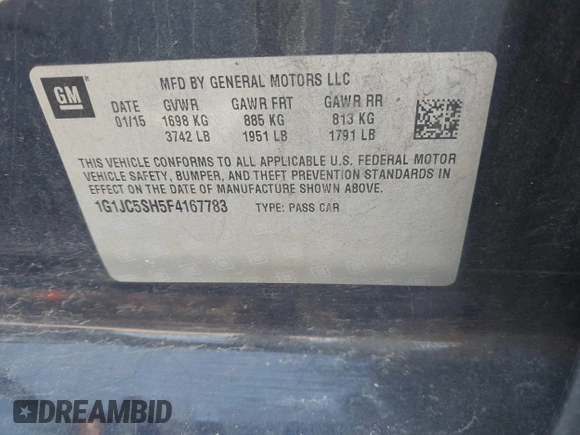 GM
MFD BY GENERAL MOTORS LLC
DATE GVWR GAWR FRT GAWR RR
01/15 1698 KG 885 KG 813 KG
3742 LB 1951 LB 1791 LB
THIS VEHICLE CONFORMS TO ALL APPLICABLE U.S. FEDERAL MOTOR
VEHICLE SAFETY, BUMPER, AND THEFT PREVENTION STANDARDS IN
EFFECT ON THE DATE OF MANUFACTURE SHOWN ABOVE.
1G1JC5SH5F4167783 TYPE: PASS CAR
DREAMBID